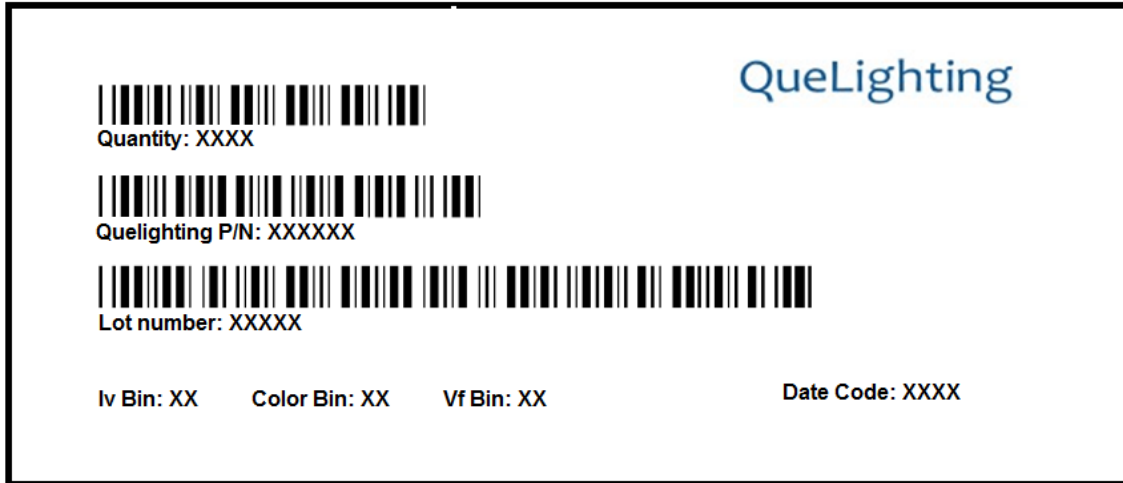 QueLighting
Quantity: XXXX
Quelighting P/N: XXXXXX
Lot number: XXXXX
Iv Bin: XX Color Bin: XX Vf Bin: XX Date Code: XXXX